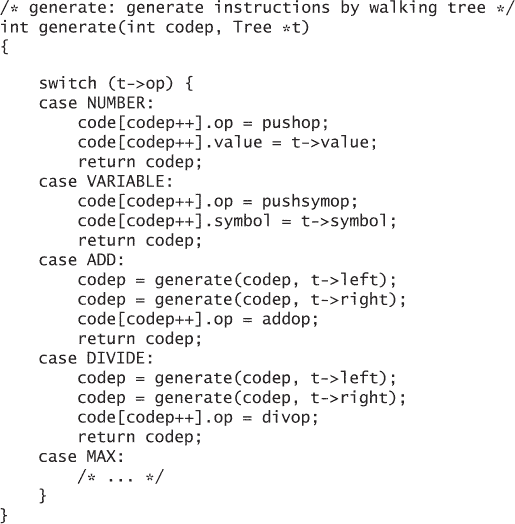 /* generate: generate instructions by walking tree */
int generate(int codep, Tree *t)
{
    switch (t->op) {
    case NUMBER:
        code[codep++].op = pushop;
        code[codep++].value = t->value;
        return codep;
    case VARIABLE:
        code[codep++].op = pushsymop;
        code[codep++].symbol = t->symbol;
        return codep;
    case ADD:
        codep = generate(codep, t->left);
        codep = generate(codep, t->right);
        code[codep++].op = addop;
        return codep;
    case DIVIDE:
        codep = generate(codep, t->left);
        codep = generate(codep, t->right);
        code[codep++].op = divop;
        return codep;
    case MAX:
        /* ... */
    }
}